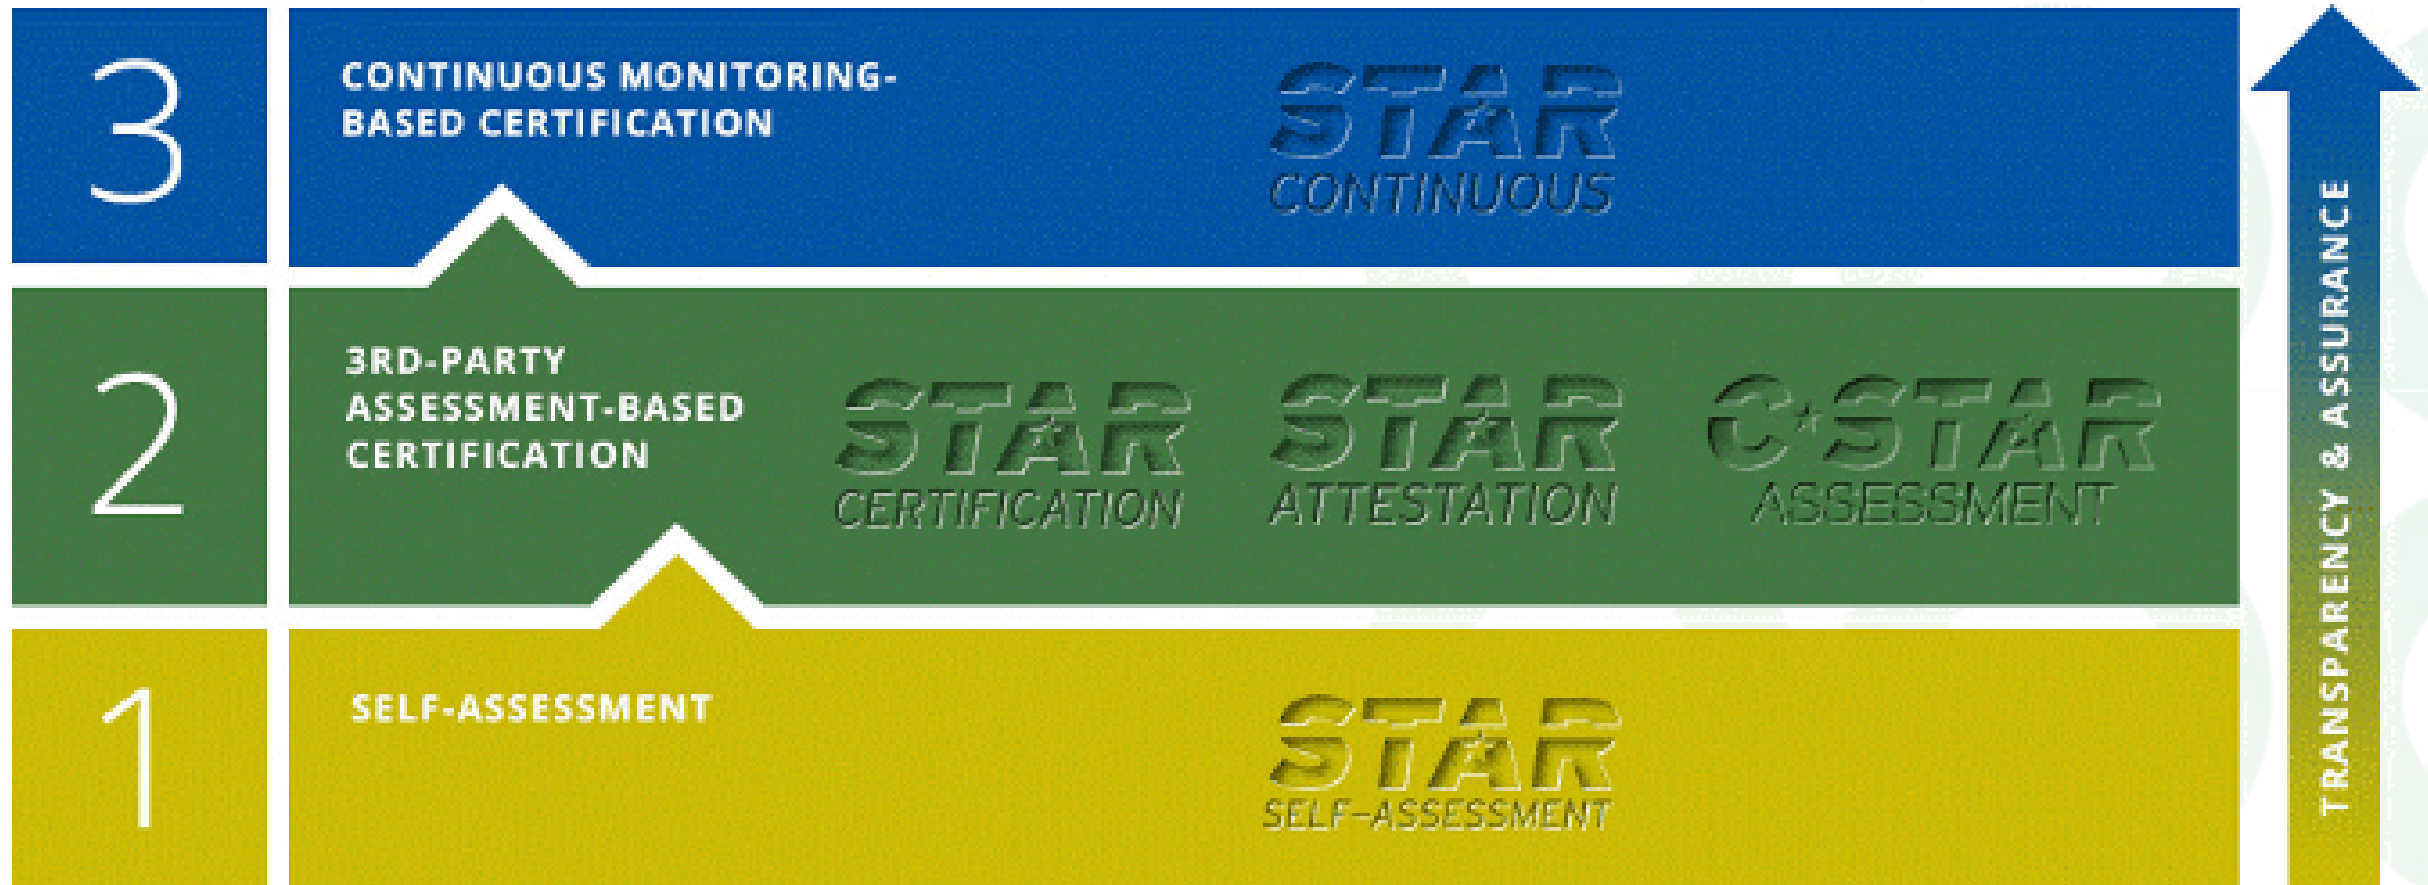 3
CONTINUOUS MONITORING-
BASED CERTIFICATION
STAR
CONTINUOUS
2
3RD-PARTY
ASSESSMENT-BASED
CERTIFICATION
STAR
CERTIFICATION
STAR
ATTESTATION
C*STAR
ASSESSMENT
1
SELF-ASSESSMENT
STAR
SELF-ASSESSMENT
TRANSPARENCY & ASSURANCE